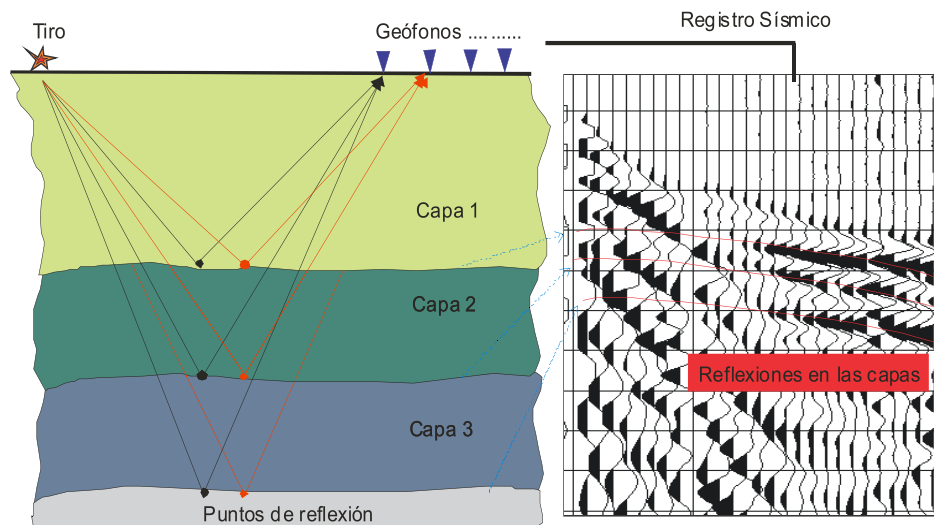 Registro Sísmico
Tiro
Geófonos .... ......
Capa 1
Capa 2
Reflexiones en las capas
Capa 3
Puntos de reflexión